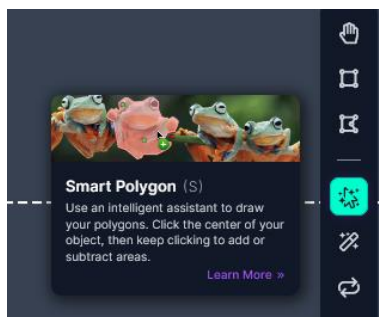 Smart Polygon (S)
Use an intelligent assistant to draw
your polygons. Click the center of your
object, then keep clicking to add or
subtract areas.
Learn More »